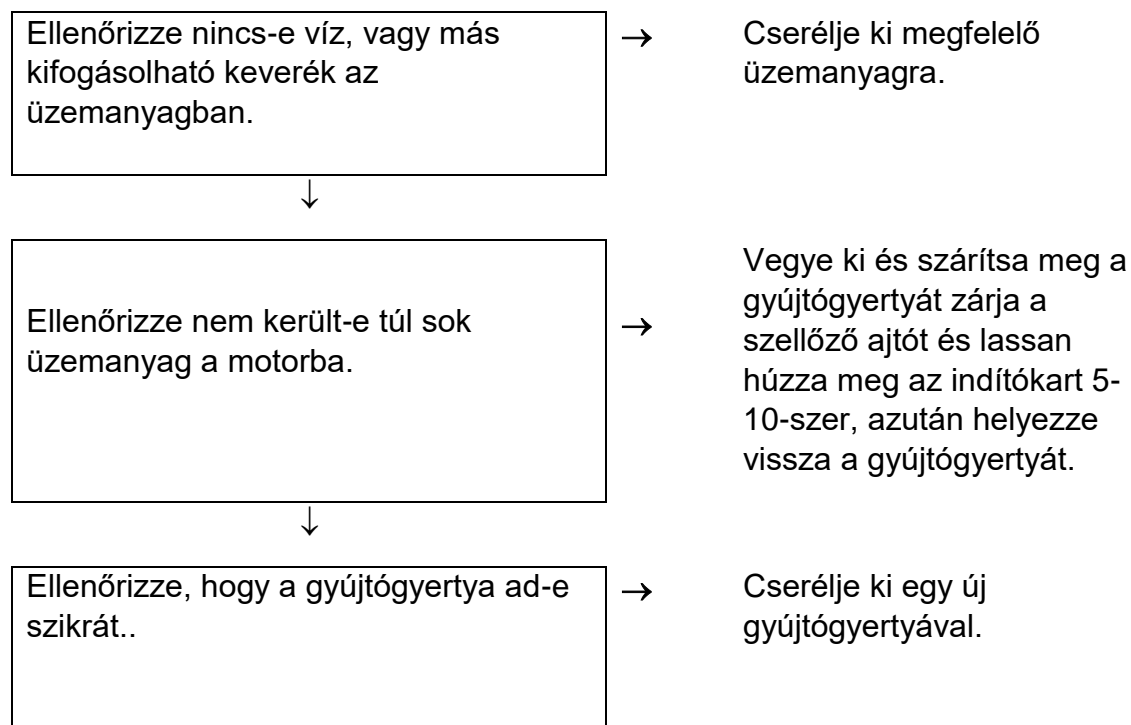 Ellenőrizze nincs-e víz, vagy más
kifogásolható keverék az
üzemanyagban.
→
Cserélje ki megfelelő
üzemanyagra.
↓
Ellenőrizze nem került-e túl sok
üzemanyag a motorba.
→
Vegye ki és szárítsa meg a
gyújtógyertyát zárja a
szellőző ajtót és lassan
húzza meg az indítókart 5-
10-szer, azután helyezze
vissza a gyújtógyertyát.
↓
Ellenőrizze, hogy a gyújtógyertya ad-e
szikrát..
→
Cserélje ki egy új
gyújtógyertyával.